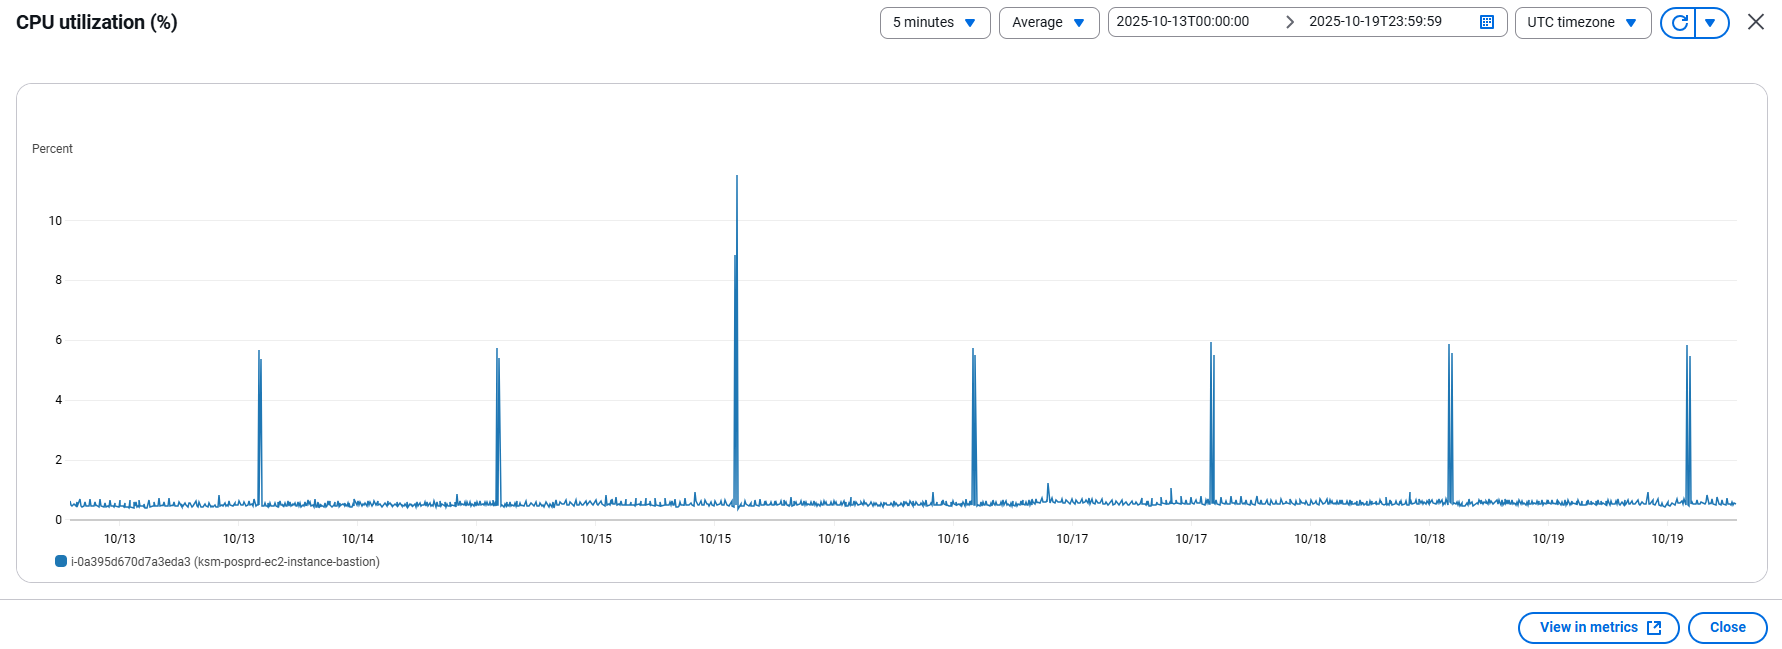 CPU utilization (%)
5 minutes
Average
2025-10-13T00:00:00
2025-10-19T23:59:59
UTC timezone
Percent
10
8
6
4
2
0
10/13 10/13 10/14 10/14 10/15 10/15 10/16 10/16 10/17 10/17 10/18 10/18 10/19 10/19
i-0a395d670d7a3eda3 (ksm-posprd-ec2-instance-bastion)
View in metrics
Close